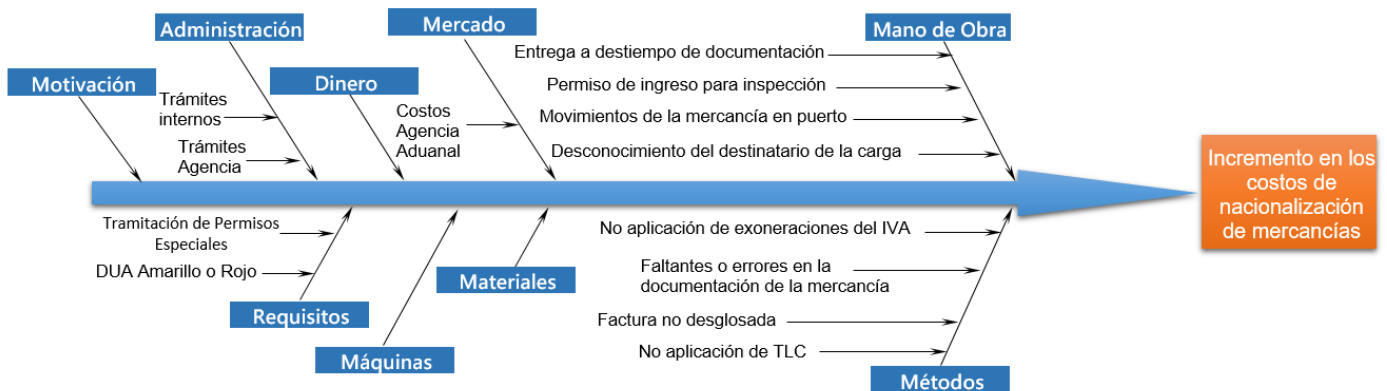 Administración
Mercado
Mano de Obra
Motivación
Dinero
Entrega a destiempo de documentación
Permiso de ingreso para inspección
Movimientos de la mercancía en puerto
Desconocimiento del destinatario de la carga
Trámites
internos
Trámites
Agencia
Costos
Agencia
Aduanal
Incremento en los
costos de
nacionalización
de mercancías
Tramitación de Permisos
Especiales
DUA Amarillo o Rojo
Requisitos
Máquinas
Materiales
No aplicación de exoneraciones del IVA
Faltantes o errores en la
documentación de la mercancía
Factura no desglosada
No aplicación de TLC
Métodos